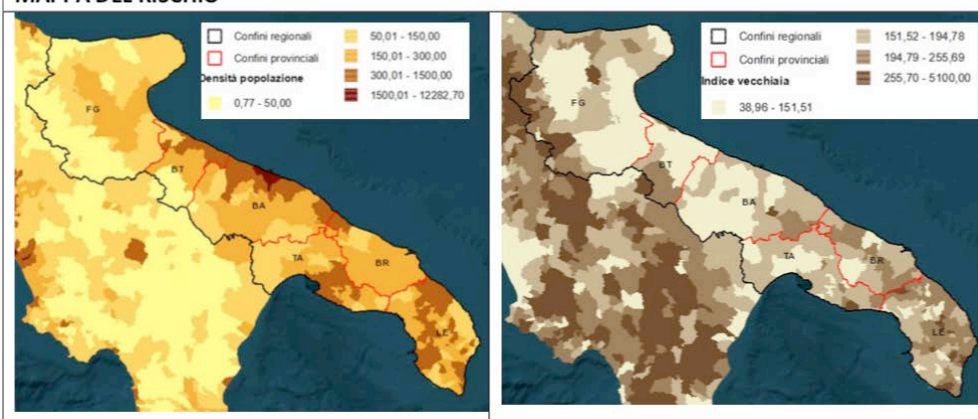 MAPPA DEL RISCHIO
Confini regionali
Confini provinciali
Densità popolazione
0,77 - 50,00
50,01 - 150,00
150,01 - 300,00
300,01 - 1500,00
1500,01 - 12282,70
FG
BT
BA
TA
BR
LE
Confini regionali
Confini provinciali
Indice vecchiaia
38,96 - 151,51
151,52 - 194,78
194,79 - 255,69
255,70 - 5100,00
FG
BT
BA
TA
BR
LE